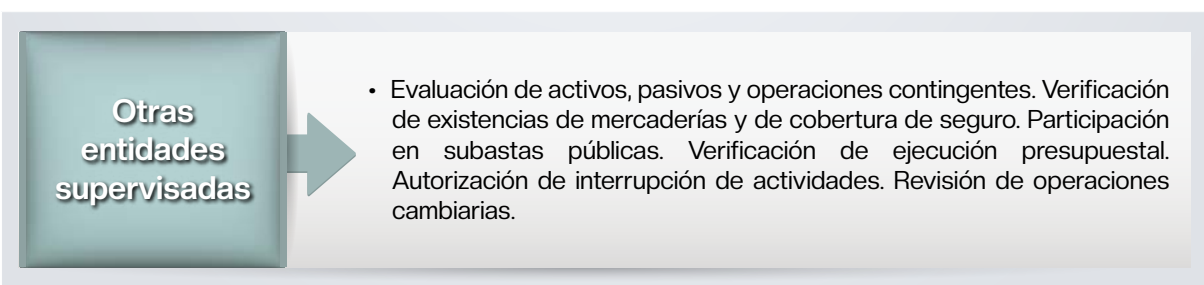 Otras
entidades
supervisadas
• Evaluación de activos, pasivos y operaciones contingentes. Verificación
de existencias de mercaderías y de cobertura de seguro. Participación
en subastas públicas. Verificación de ejecución presupuestal.
Autorización de interrupción de actividades. Revisión de operaciones
cambiarias.